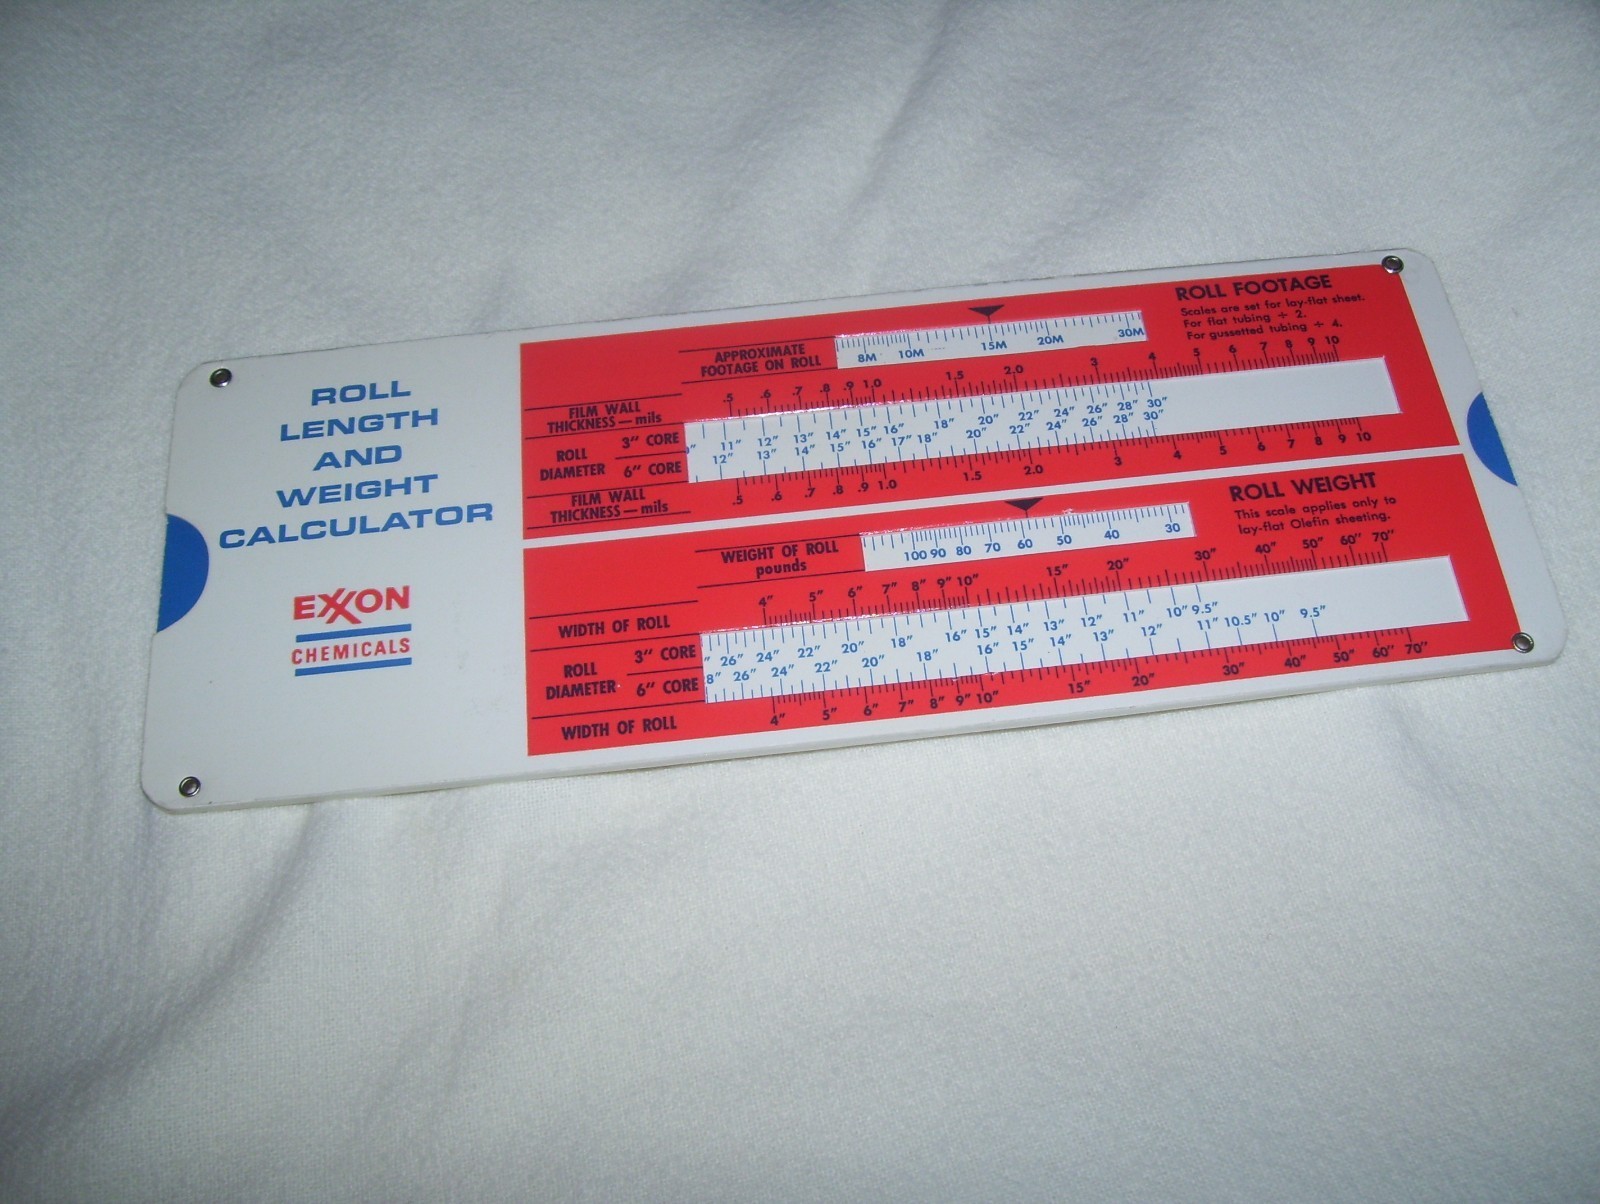 ROLL
LENGTH
AND
WEIGHT
CALCULATOR
EXXON
CHEMICALS
ROLL FOOTAGE
Scales are set for lay-flat sheet.
For flat tubing ÷ 2.
For gussetted tubing ÷ 4.
APPROXIMATE
FOOTAGE ON ROLL
8M 10M 15M 20M 30M
FILM WALL
THICKNESS—mils
.5 .6 .7 .8 .9 1.0 1.5 2.0 3 4 5 6 7 8 9 10
ROLL
DIAMETER
3" CORE
11" 12" 13" 14" 15" 16" 18" 20" 22" 24" 26" 28" 30"
6" CORE
12" 13" 14" 15" 16" 17" 18" 20" 22" 24" 26" 28" 30"
FILM WALL
THICKNESS—mils
.5 .6 .7 .8 .9 1.0 1.5 2.0 3 4 5 6 7 8 9 10
ROLL WEIGHT
This scale applies only to
lay-flat Olefin sheeting.
WEIGHT OF ROLL
pounds
100 90 80 70 60 50 40 30
WIDTH OF ROLL
4" 5" 6" 7" 8" 9" 10" 15" 20" 30" 40" 50" 60" 70"
ROLL
DIAMETER
3" CORE
26" 24" 22" 20" 18" 16" 15" 14" 13" 12" 11" 10" 9.5"
6" CORE
8" 26" 24" 22" 20" 18" 16" 15" 14" 13" 12" 11" 10.5" 10" 9.5"
WIDTH OF ROLL
4" 5" 6" 7" 8" 9" 10" 15" 20" 30" 40" 50" 60" 70"